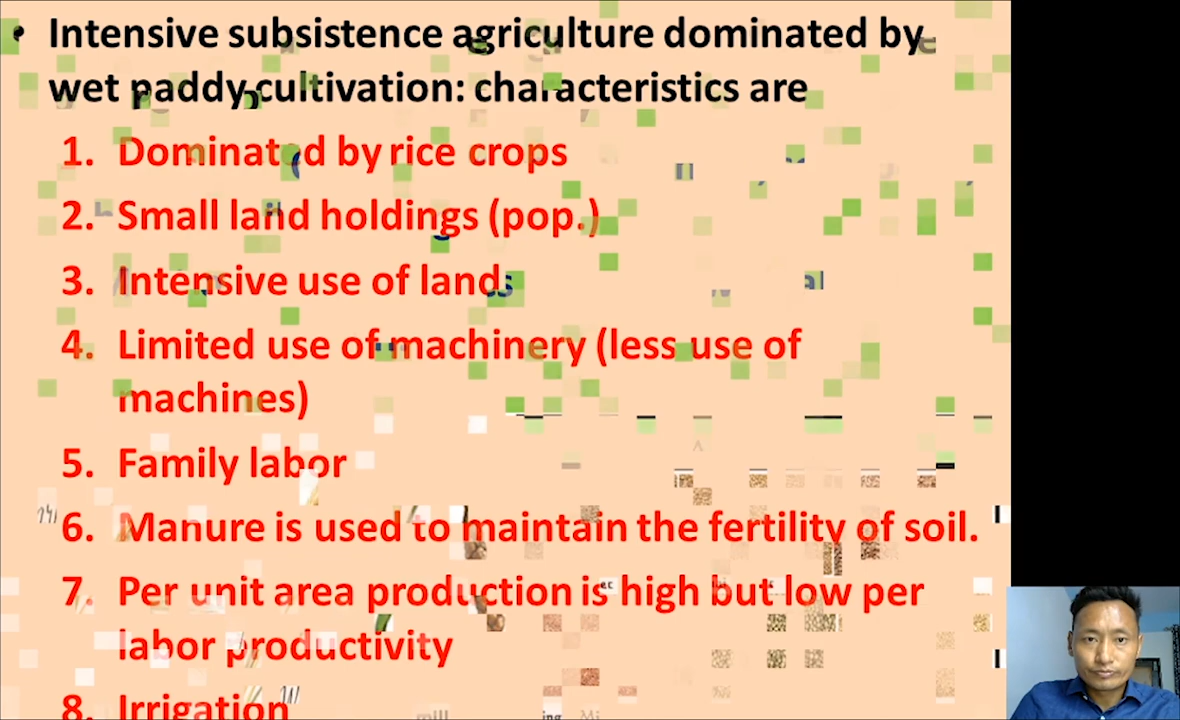 • Intensive subsistence agriculture dominated by
wet paddy cultivation: characteristics are
1. Dominated by rice crops
2. Small land holdings (pop.)
3. Intensive use of lands
4. Limited use of machinery (less use of
machines)
5. Family labor
6. Manure is used to maintain the fertility of soil.
7. Per unit area production is high but low per
labor productivity
8. Irrigation